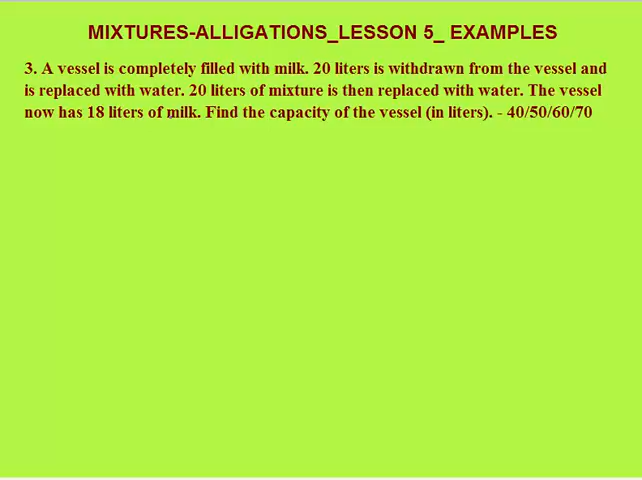 MIXTURES-ALLIGATIONS_LESSON 5_ EXAMPLES
3. A vessel is completely filled with milk. 20 liters is withdrawn from the vessel and
is replaced with water. 20 liters of mixture is then replaced with water. The vessel
now has 18 liters of milk. Find the capacity of the vessel (in liters). - 40/50/60/70